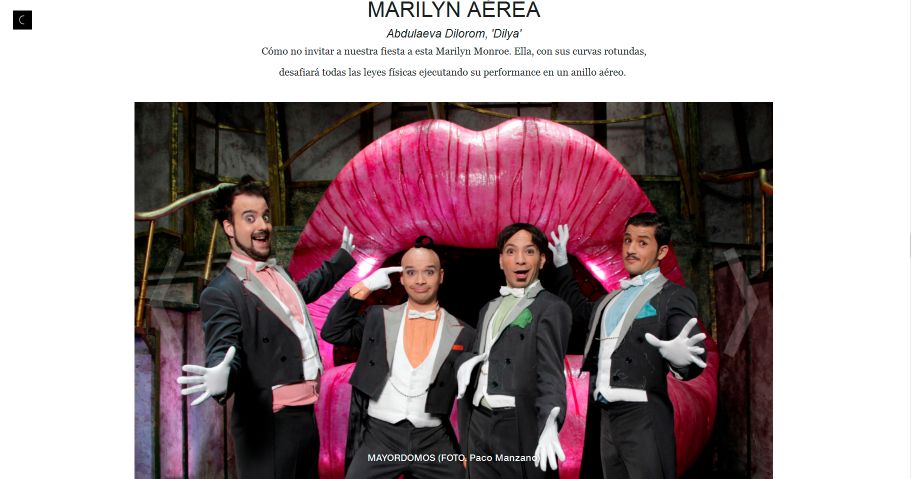 MARILYN AÉREA
Abdulaeva Dilorom, 'Dilya'
Cómo no invitar a nuestra fiesta a esta Marilyn Monroe. Ella, con sus curvas rotundas,
desafiará todas las leyes físicas ejecutando su performance en un anillo aéreo.
MAYORDOMOS (FOTO. Paco Manzano)